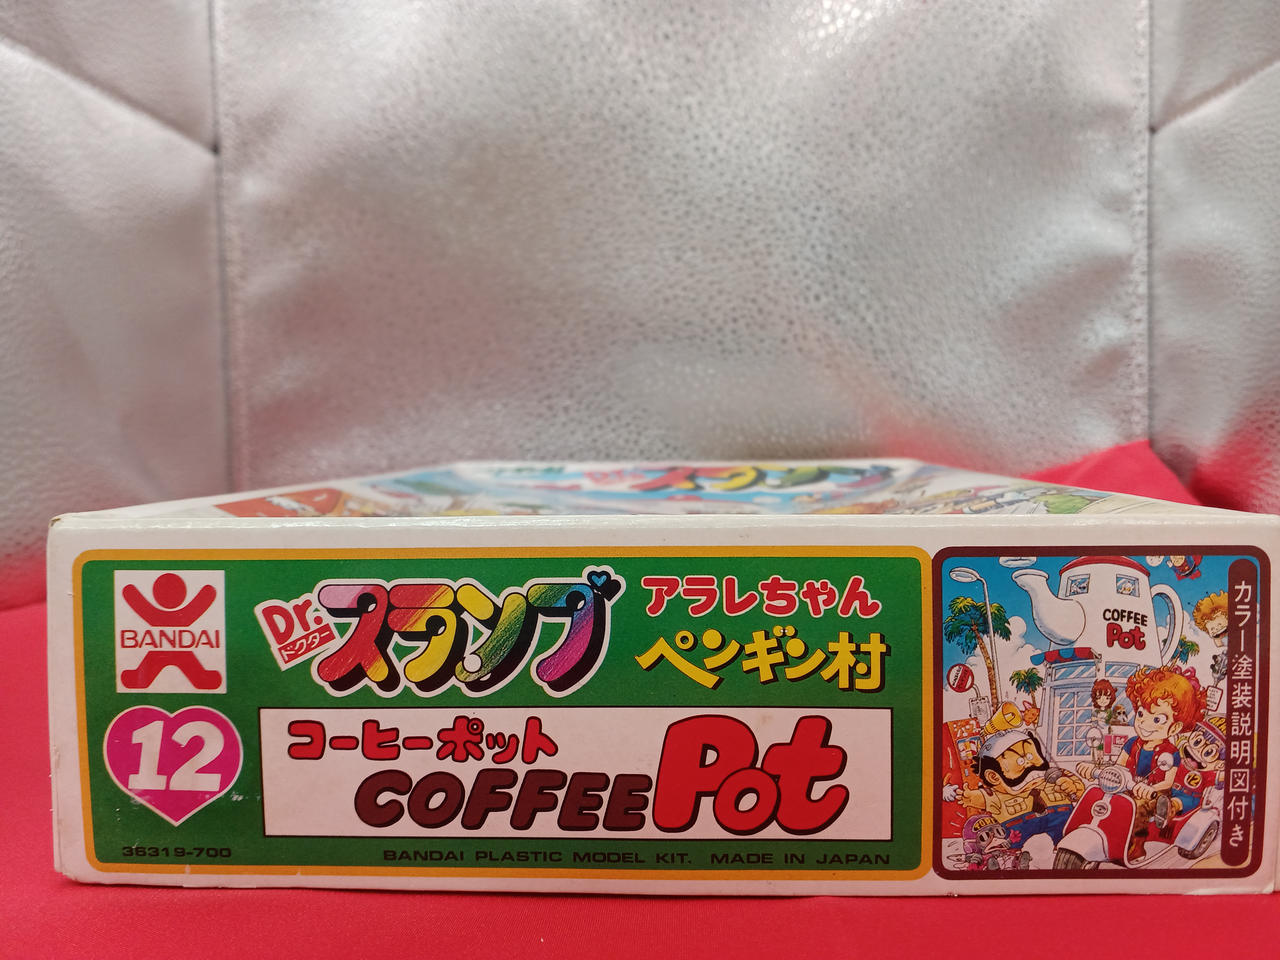 BANDAI
Dr.スランプ
ドクター
アラレちゃん
ペンギン村
12
コーヒーポット
COFFEE Pot
36319-700
BANDAI PLASTIC MODEL KIT. MADE IN JAPAN
COFFEE
Pot
カラー塗装説明図付き